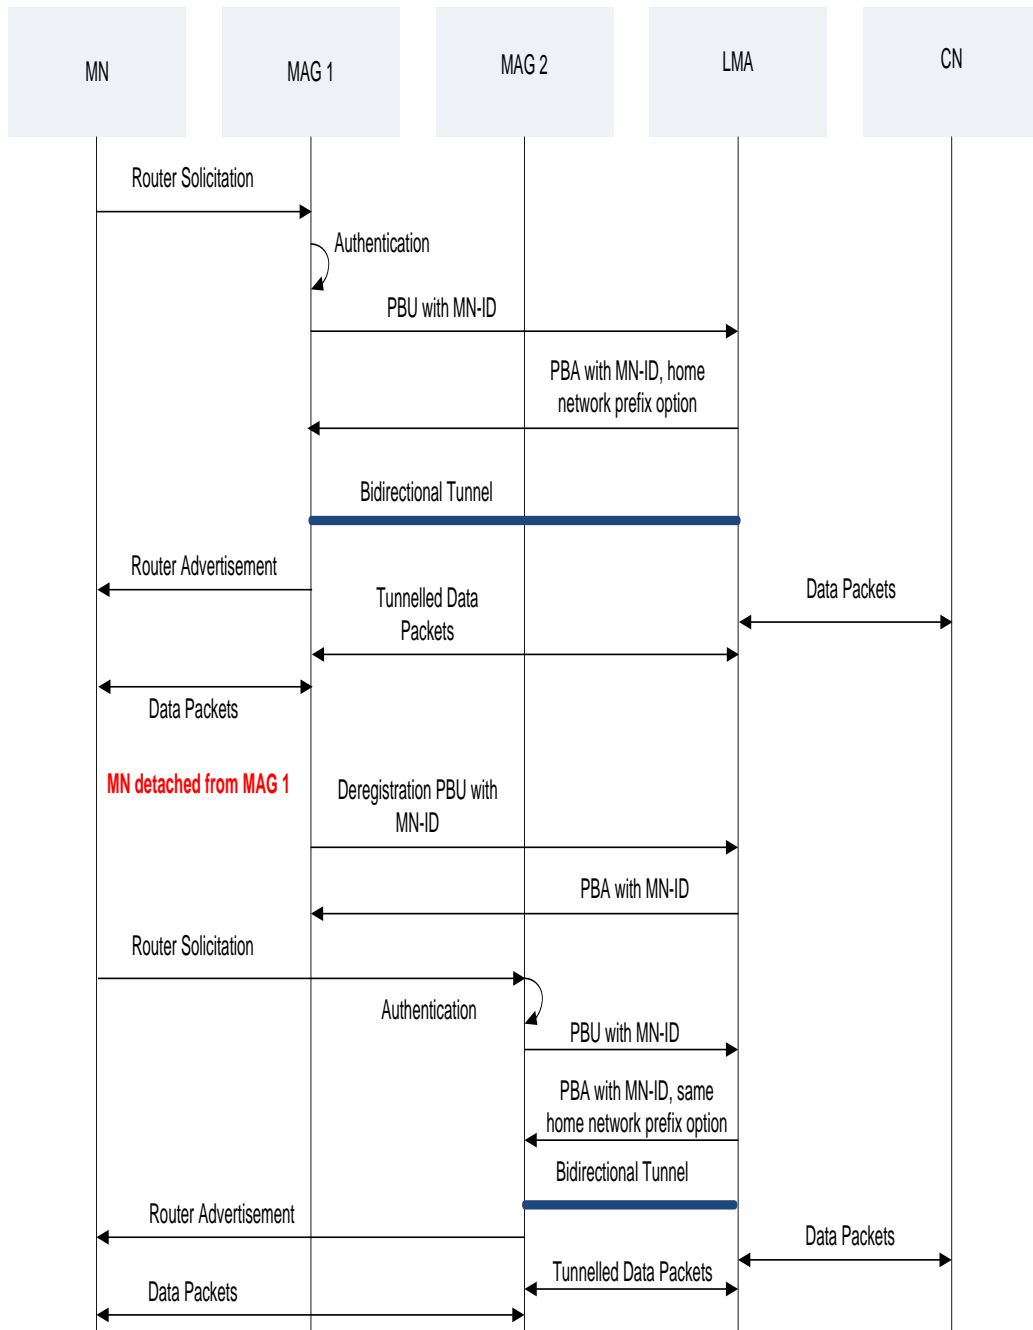 MN
MAG 1
MAG 2
LMA
CN
Router Solicitation
Authentication
PBU with MN-ID
PBA with MN-ID, home
network prefix option
Bidirectional Tunnel
Router Advertisement
Tunnelled Data
Packets
Data Packets
Data Packets
MN detached from MAG 1
Deregistration PBU with
MN-ID
PBA with MN-ID
Router Solicitation
Authentication
PBU with MN-ID
PBA with MN-ID, same
home network prefix option
Bidirectional Tunnel
Router Advertisement
Data Packets
Tunnelled Data Packets
Data Packets